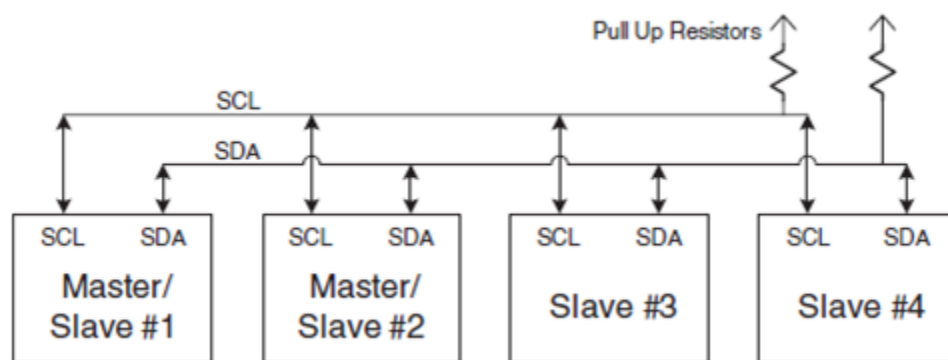 Pull Up Resistors
SCL
SDA
SCL SDA SCL SDA SCL SDA SCL SDA
Master/
Slave #1
Master/
Slave #2
Slave #3
Slave #4